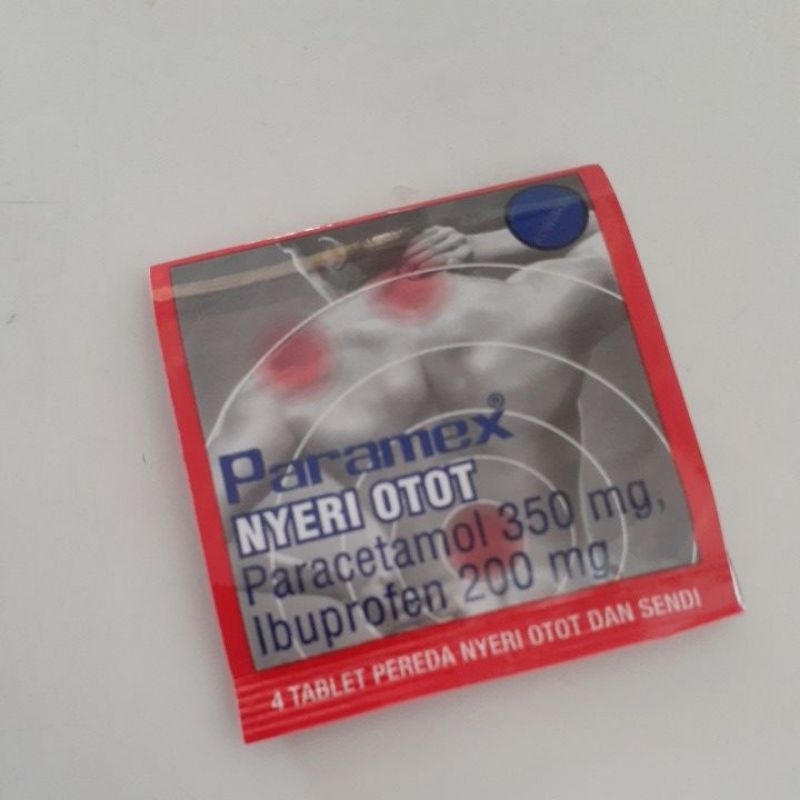 Paramex®
NYERI OTOT
Paracetamol 350 mg,
Ibuprofen 200 mg
4 TABLET PEREDA NYERI OTOT DAN SENDI